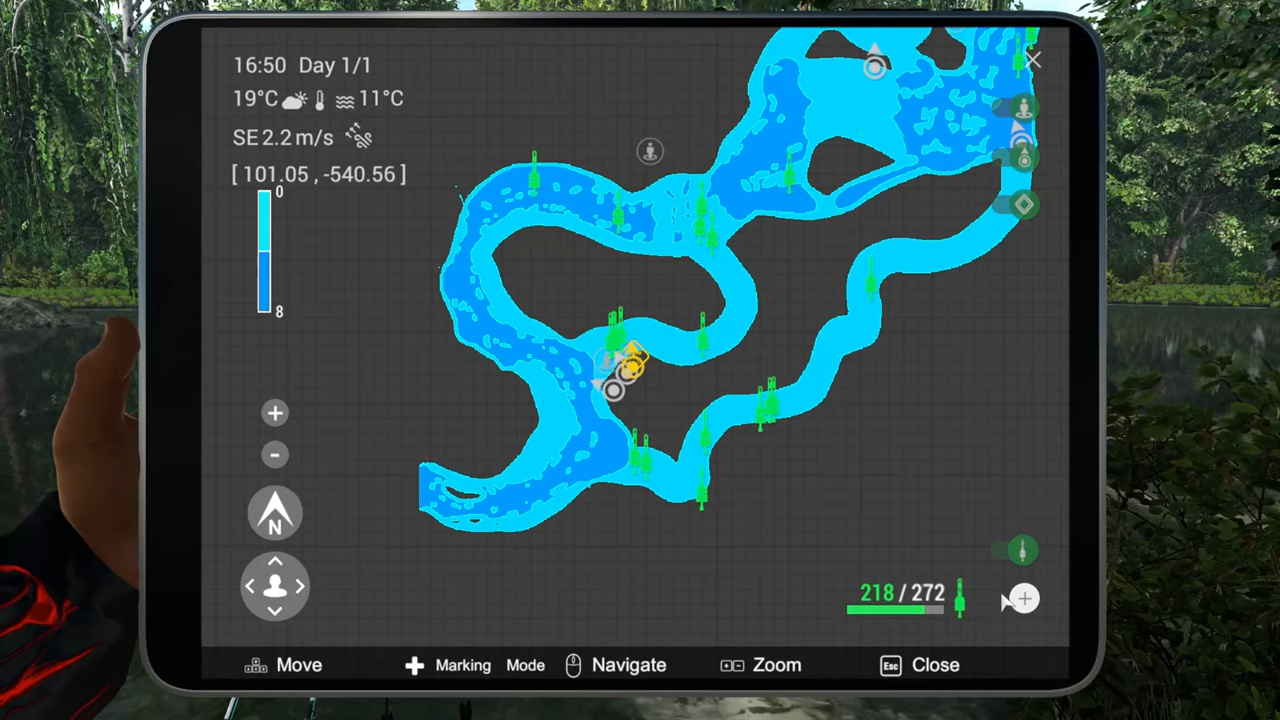 16:50 Day 1/1
19°C 11°C
SE 2.2 m/s
[ 101.05 , -540.56 ]
0
8
+
-
N
218 / 272
Move
Marking Mode
Navigate
Zoom
Esc Close